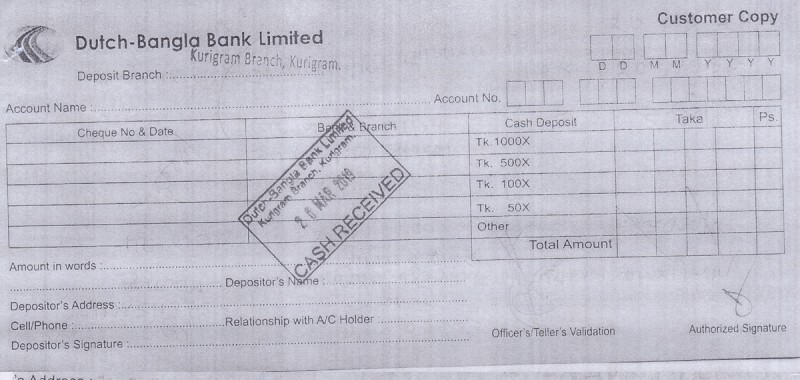 Customer Copy
Dutch-Bangla Bank Limited
Kurigram Branch, Kurigram.
Deposit Branch :
D D M M Y Y Y Y
Account Name :
Account No.
Cheque No & Date
Bank & Branch
Cash Deposit
Taka
Ps.
Tk. 1000X
Tk. 500X
Tk. 100X
Tk. 50X
Other
Total Amount
Dutch-Bangla Bank Limited
Kurigram Branch, Kurigram.
2 8 MAR 2019
CASH RECEIVED
Amount in words :
Depositor's Name :
Depositor's Address :
Cell/Phone :
Relationship with A/C Holder :
Depositor's Signature :
Officer's/Teller's Validation
Authorized Signature